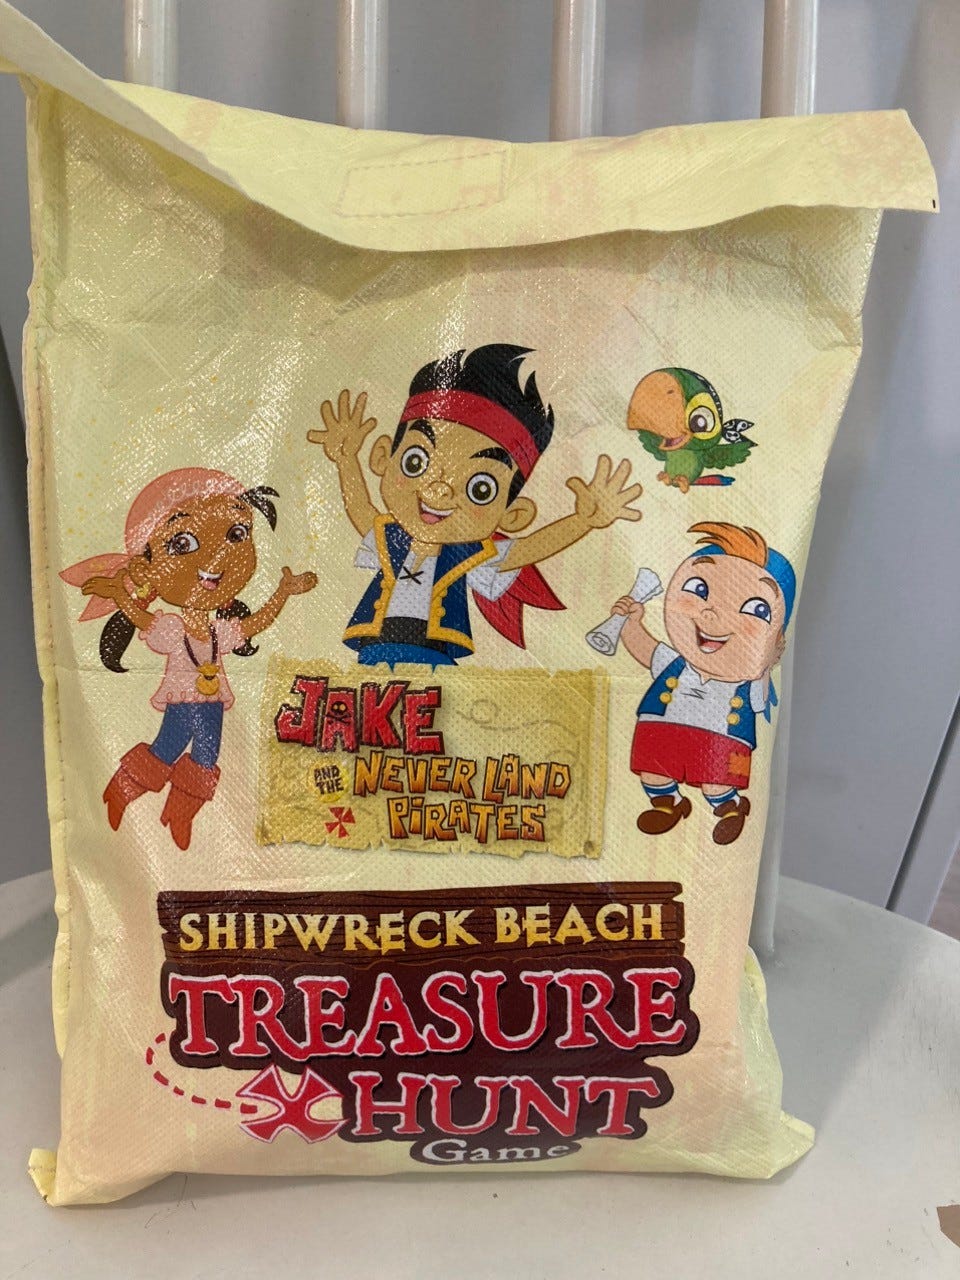 JAKE
AND THE
NEVER LAND
PIRATES
SHIPWRECK BEACH
TREASURE
HUNT
Game